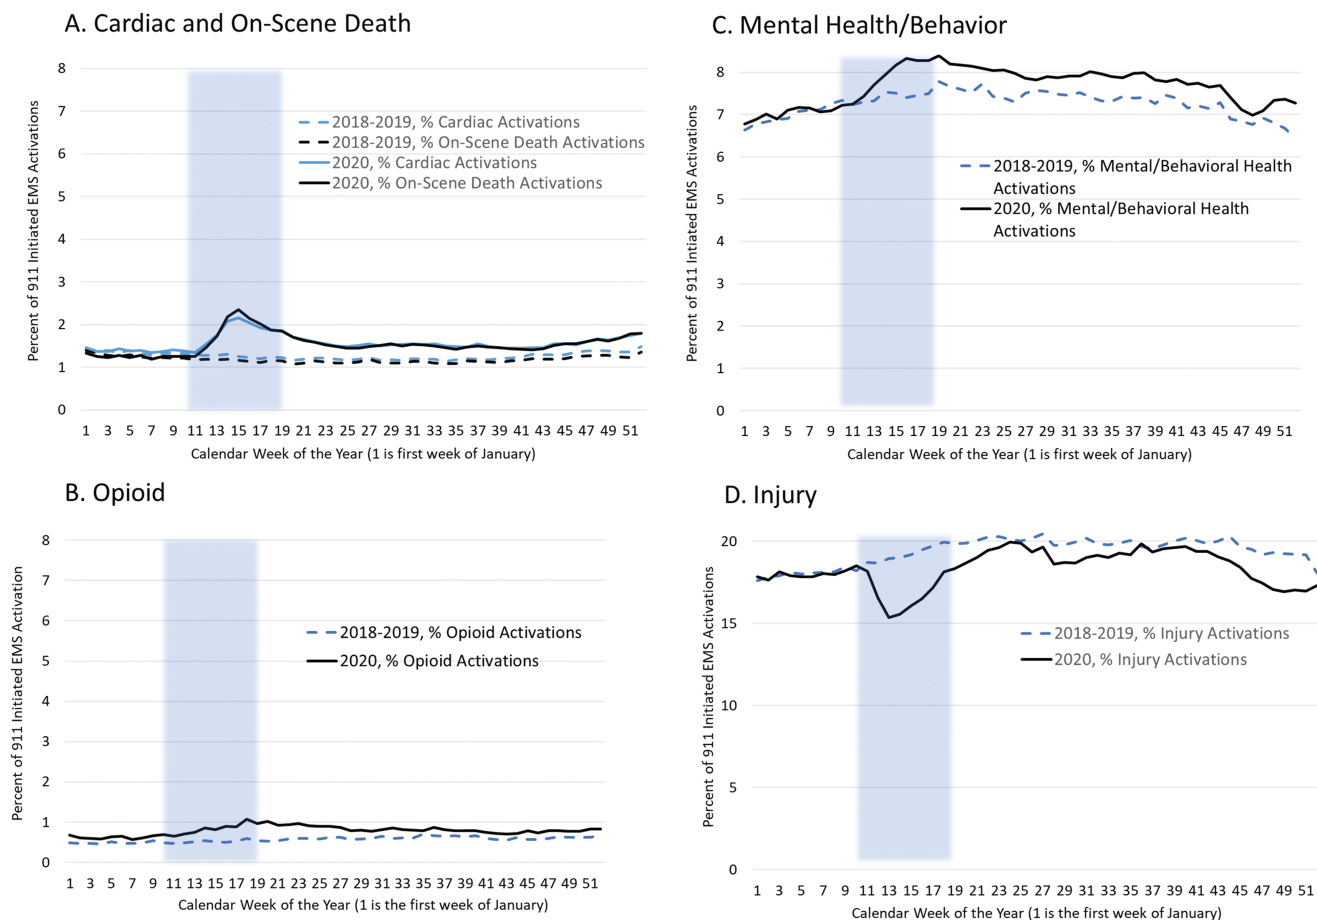 A. Cardiac and On-Scene Death
Percent of 911 Initiated EMS Activations
8
7
6
5
4
3
2
1
0
2018-2019, % Cardiac Activations
2018-2019, % On-Scene Death Activations
2020, % Cardiac Activations
2020, % On-Scene Death Activations
1 3 5 7 9 11 13 15 17 19 21 23 25 27 29 31 33 35 37 39 41 43 45 47 49 51
Calendar Week of the Year (1 is first week of January)
B. Opioid
Percent of 911 Initiated EMS Activation
8
7
6
5
4
3
2
1
0
2018-2019, % Opioid Activations
2020, % Opioid Activations
1 3 5 7 9 11 13 15 17 19 21 23 25 27 29 31 33 35 37 39 41 43 45 47 49 51
Calendar Week of the Year (1 is the first week of January)
C. Mental Health/Behavior
Percent of 911 Intiated EMS Activations
8
7
6
5
4
3
2
1
0
2018-2019, % Mental/Behavioral Health
Activations
2020, % Mental/Behavioral Health
Activations
1 3 5 7 9 11 13 15 17 19 21 23 25 27 29 31 33 35 37 39 41 43 45 47 49 51
Calendar Week of the Year (1 is first week of January)
D. Injury
Percent of 911 Initiated EMS Activations
20
15
10
5
0
2018-2019, % Injury Activations
2020, % Injury Activations
1 3 5 7 9 11 13 15 17 19 21 23 25 27 29 31 33 35 37 39 41 43 45 47 49 51
Calendar Week of the Year (1 is the first week of January)